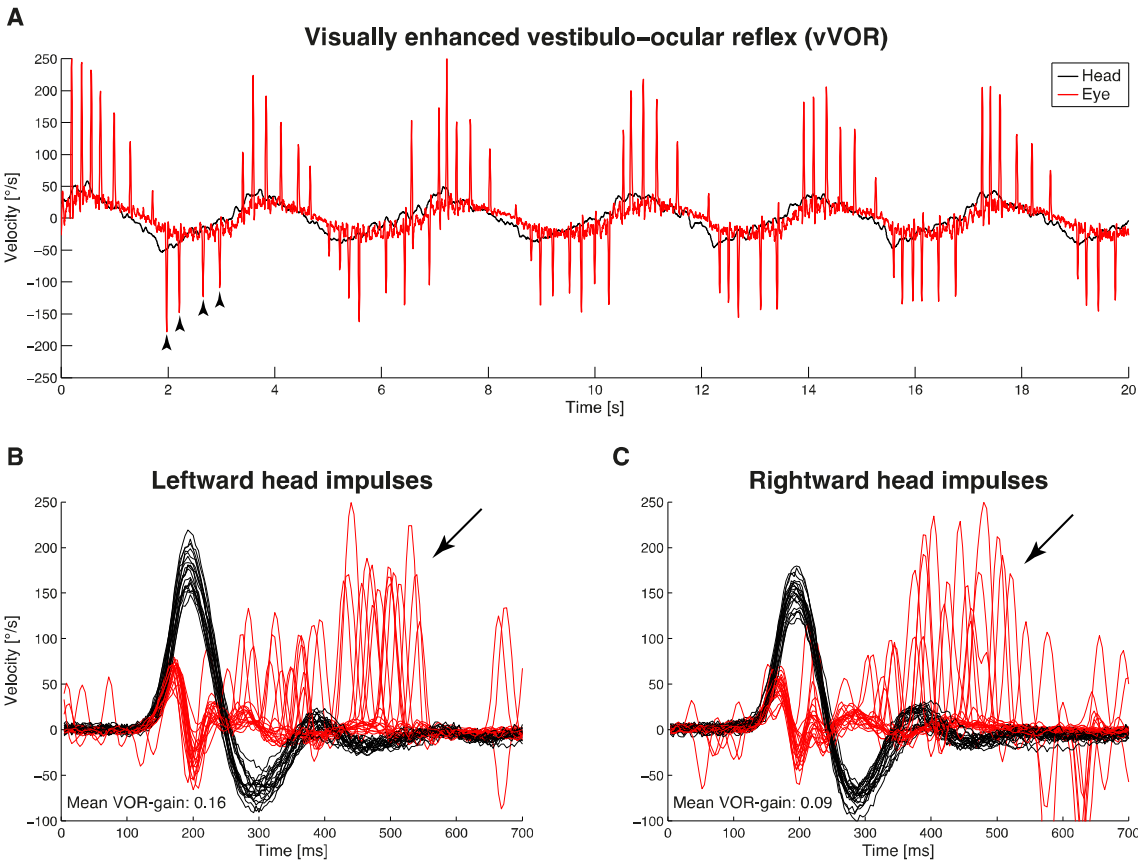 A
Visually enhanced vestibulo−ocular reflex (vVOR)
250
200
150
100
50
0
−50
−100
−150
−200
−250
Velocity [°/s]
Head
Eye
0 2 4 6 8 10 12 14 16 18 20
Time [s]
B
Leftward head impulses
250
200
150
100
50
0
−50
−100
Velocity [°/s]
Mean VOR-gain: 0.16
0 100 200 300 400 500 600 700
Time [ms]
C
Rightward head impulses
250
200
150
100
50
0
−50
−100
Velocity [°/s]
Mean VOR-gain: 0.09
0 100 200 300 400 500 600 700
Time [ms]